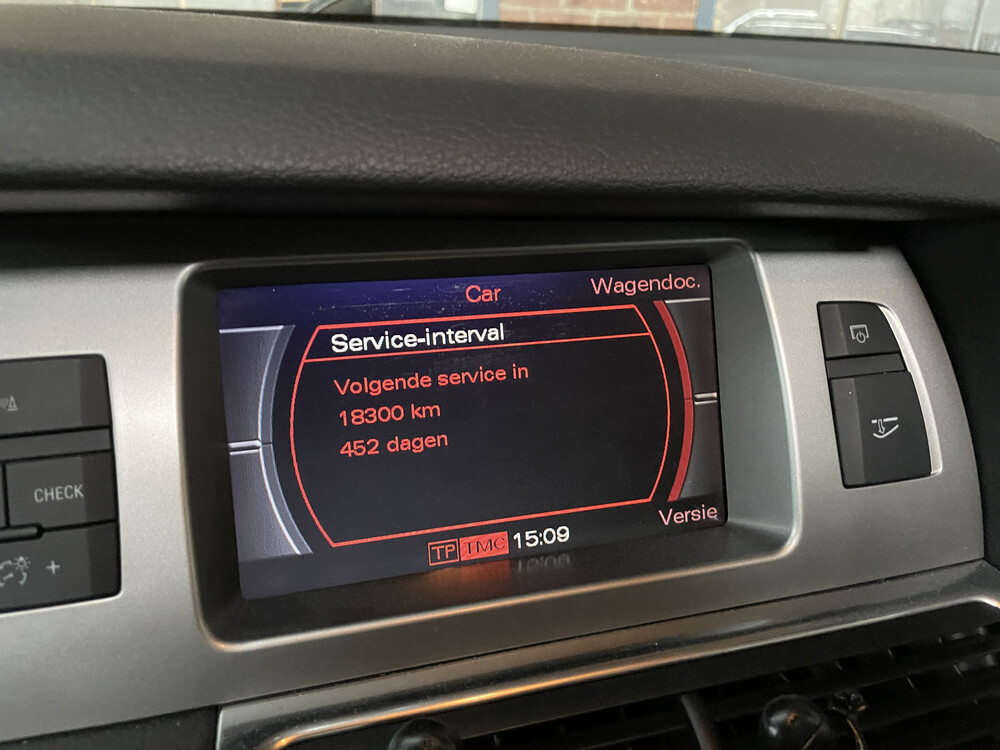 Car
Wagendoc.
Service-interval
Volgende service in
18300 km
452 dagen
Versie
TP TMC 15:09
CHECK
+